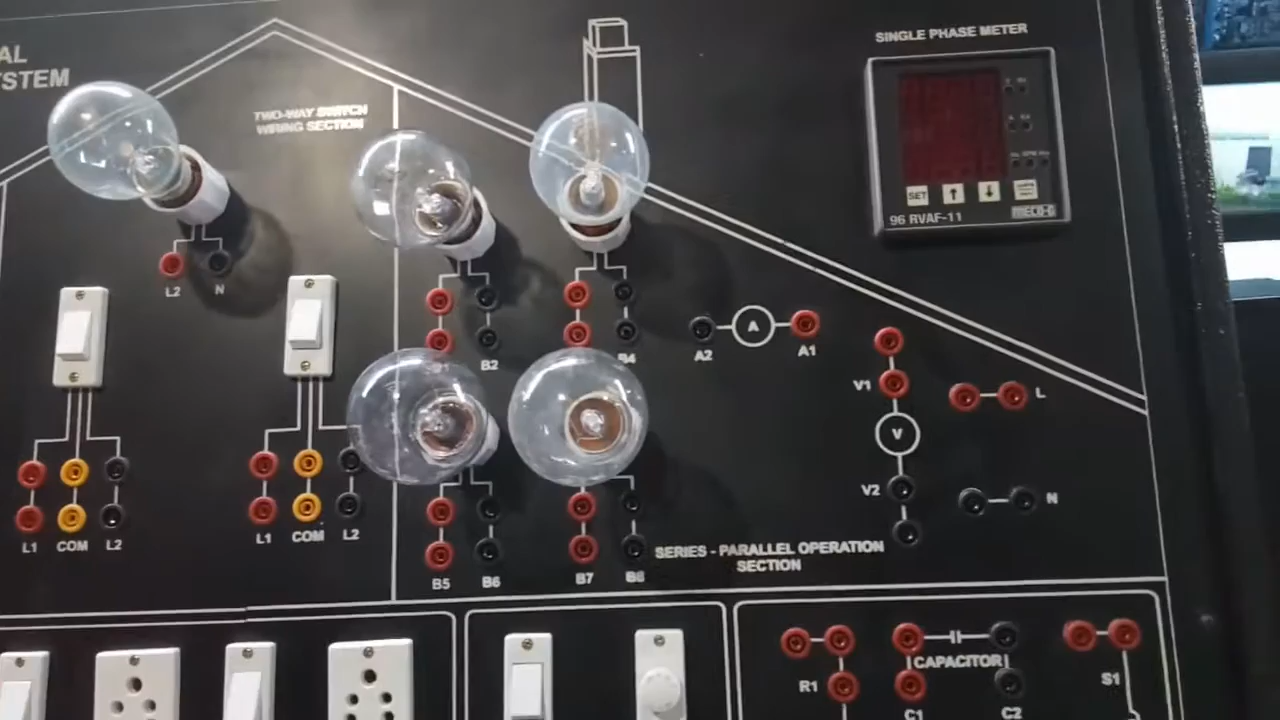 AL
STEM
TWO-WAY SWITCH
WIRING SECTION
SINGLE PHASE METER
SET
96 RVAF-11
MECO-G
L2
N
B2
B4
A2
A
A1
V1
L
V
V2
N
L1
COM
L2
L1
COM
L2
B5
B6
B7
B8
SERIES - PARALLEL OPERATION
SECTION
R1
CAPACITOR
C1
C2
S1